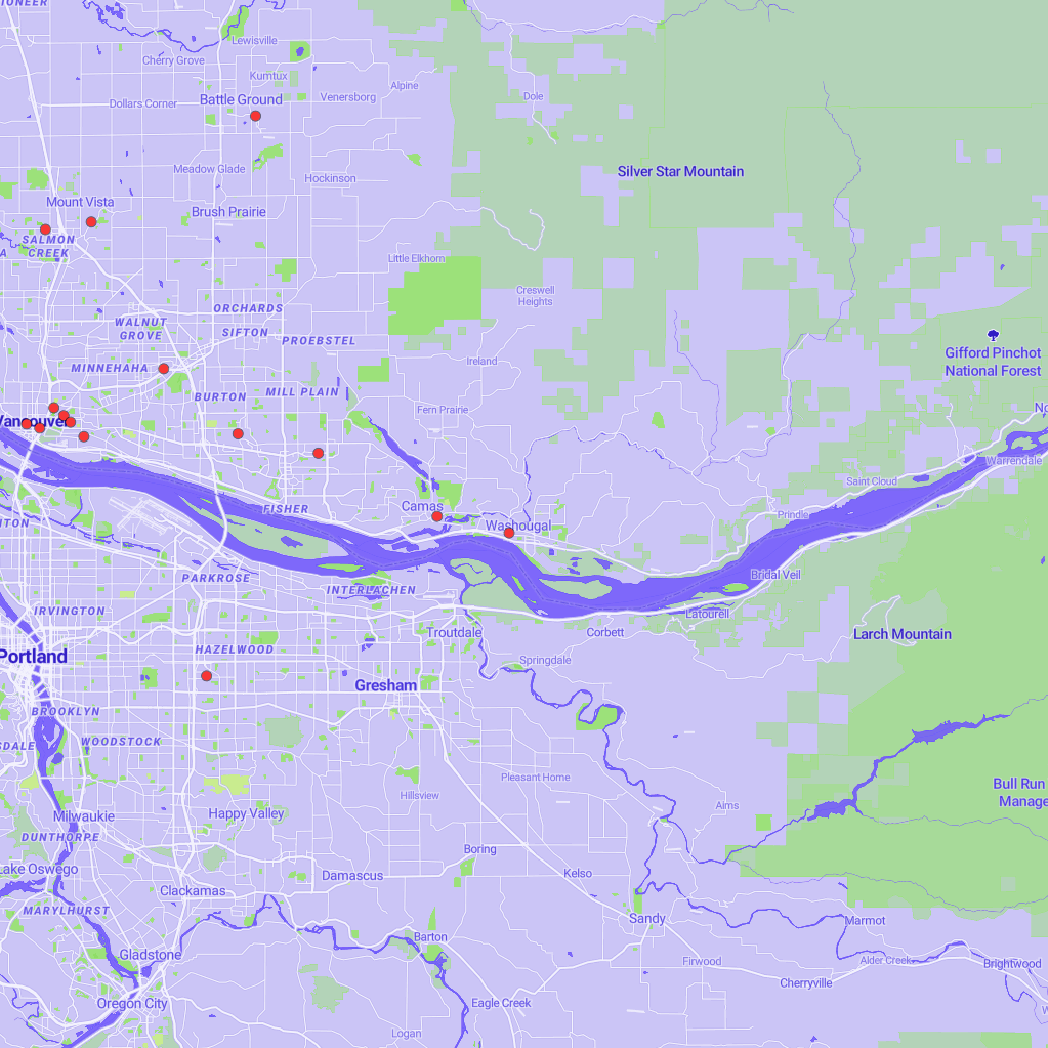 IONEER
Lewisville
Cherry Grove
Kumtux
Alpine
Battle Ground
Venersborg
Dole
Dollars Corner
Meadow Glade
Silver Star Mountain
Hockinson
Mount Vista
Brush Prairie
SALMON
CREEK
A
Little Elkhorn
Creswell
Heights
ORCHARDS
WALNUT
GROVE
SIFTON
PROEBSTEL
Gifford Pinchot
National Forest
MINNEHAHA
Ireland
BURTON
MILL PLAIN
Fern Prairie
No
Vancouver
Warrendale
Saint Cloud
Camas
FISHER
Prindle
Washougal
TON
PARKROSE
Bridal Veil
INTERLACHEN
IRVINGTON
Latourell
Troutdale
Corbett
Larch Mountain
HAZELWOOD
Portland
Springdale
Gresham
BROOKLYN
SDALE
WOODSTOCK
Pleasant Home
Bull Run
Manage
Hillsview
Aims
Milwaukie
Happy Valley
DUNTHORPE
Boring
Lake Oswego
Damascus
Kelso
Clackamas
MARYLHURST
Sandy
Marmot
Barton
Gladstone
Firwood
Alder Creek
Brightwood
Cherryville
Oregon City
Eagle Creek
W
Logan